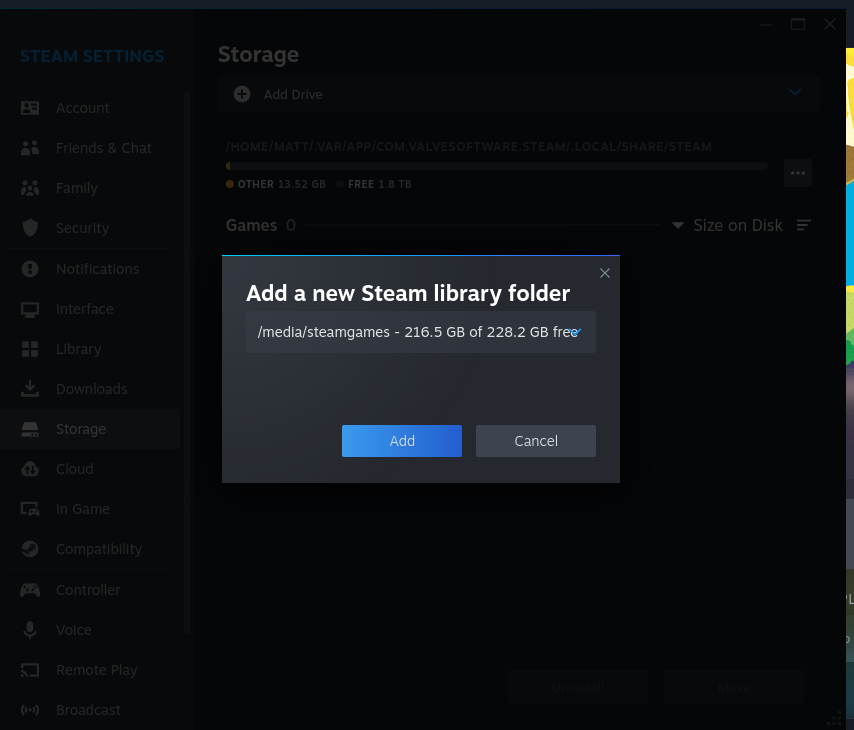 STEAM SETTINGS
Account
Friends & Chat
Family
Security
Notifications
Interface
Library
Downloads
Storage
Cloud
In Game
Compatibility
Controller
Voice
Remote Play
Broadcast
Storage
Add Drive
/HOME/MATT/.VAR/APP/COM.VALVESOFTWARE.STEAM/.LOCAL/SHARE/STEAM
OTHER 13.52 GB FREE 1.8 TB
Games 0
Size on Disk
Add a new Steam library folder
/media/steamgames - 216.5 GB of 228.2 GB free
Add
Cancel
Uninstall
Move